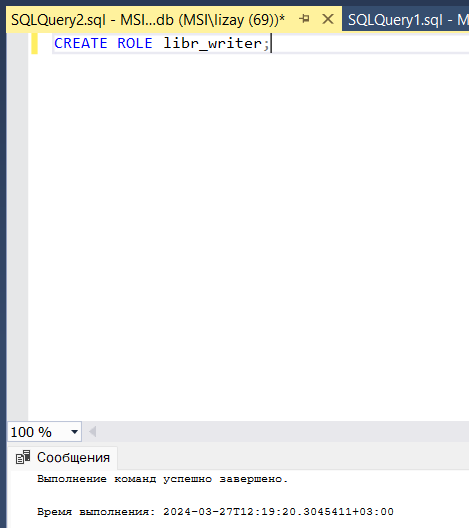 SQLQuery2.sql - MSI...db (MSI\lizay (69))* SQLQuery1.sql - M
CREATE ROLE libr_writer;
100 %
Сообщения
Выполнение команд успешно завершено.
Время выполнения: 2024-03-27T12:19:20.3045411+03:00